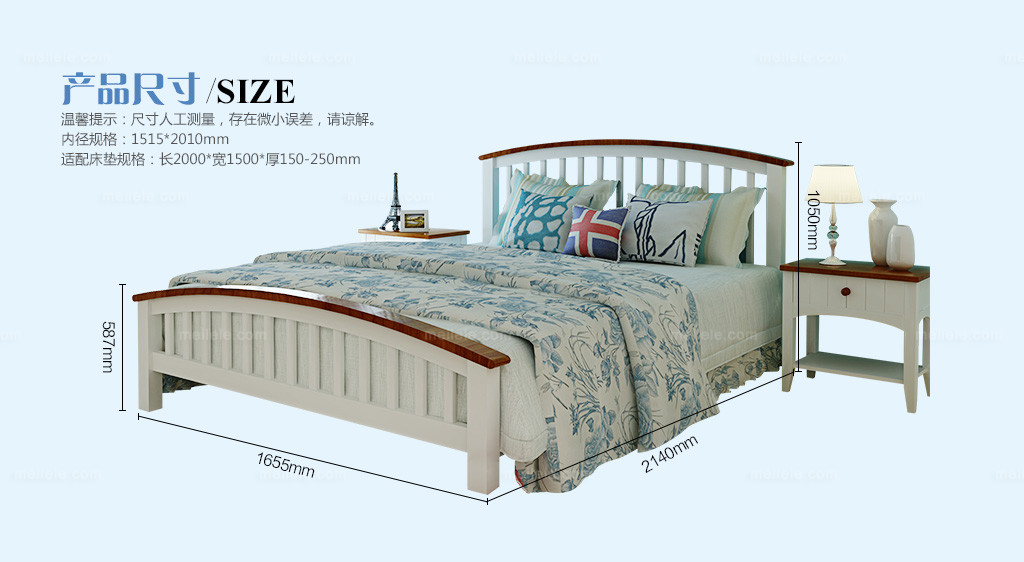 产品尺寸/SIZE
温馨提示：尺寸人工测量，存在微小误差，请谅解。
内径规格：1515*2010mm
适配床垫规格：长2000*宽1500*厚150-250mm
1050mm
587mm
1655mm
2140mm
meilele.com